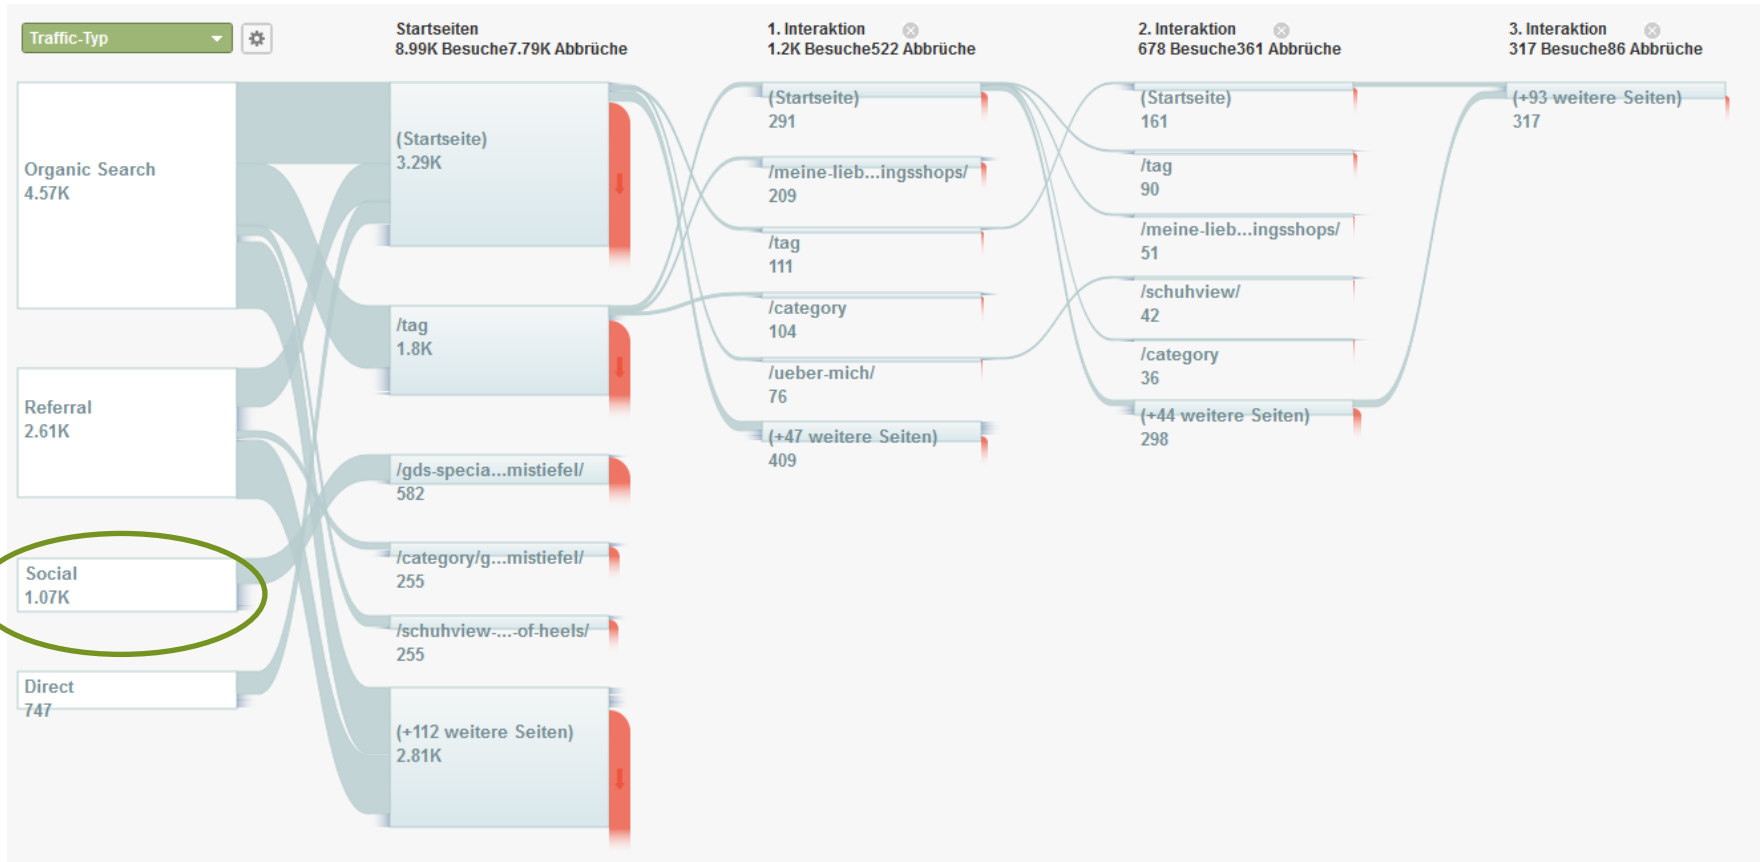 Traffic-Typ
Startseiten
8.99K Besuche7.79K Abbrüche
1. Interaktion
1.2K Besuche522 Abbrüche
2. Interaktion
678 Besuche361 Abbrüche
3. Interaktion
317 Besuche86 Abbrüche
Organic Search
4.57K
Referral
2.61K
Social
1.07K
Direct
747
(Startseite)
3.29K
/tag
1.8K
/gds-specia...mistiefel/
582
/category/g...mistiefel/
255
/schuhview-...-of-heels/
255
(+112 weitere Seiten)
2.81K
(Startseite)
291
/meine-lieb...ingsshops/
209
/tag
111
/category
104
/ueber-mich/
76
(+47 weitere Seiten)
409
(Startseite)
161
/tag
90
/meine-lieb...ingsshops/
51
/schuhview/
42
/category
36
(+44 weitere Seiten)
298
(+93 weitere Seiten)
317